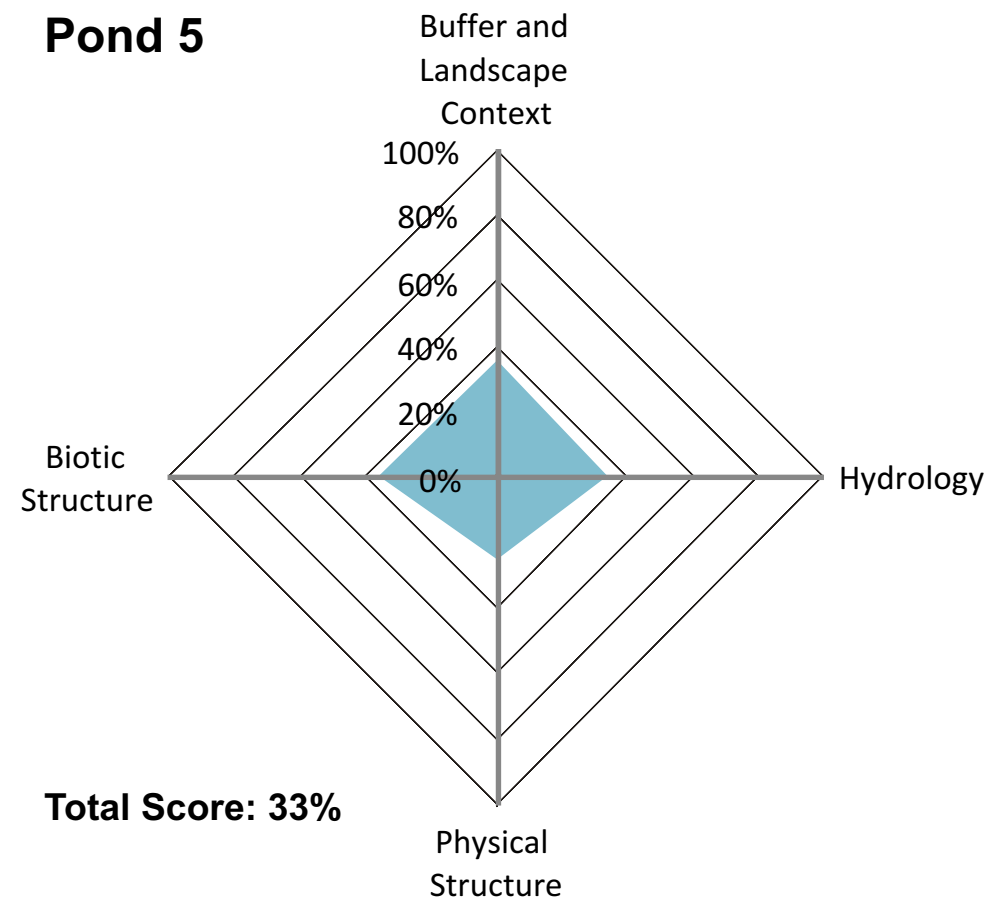 Pond 5
Buffer and
Landscape
Context
100%
80%
60%
40%
20%
0%
Biotic
Structure
Hydrology
Total Score: 33%
Physical
Structure